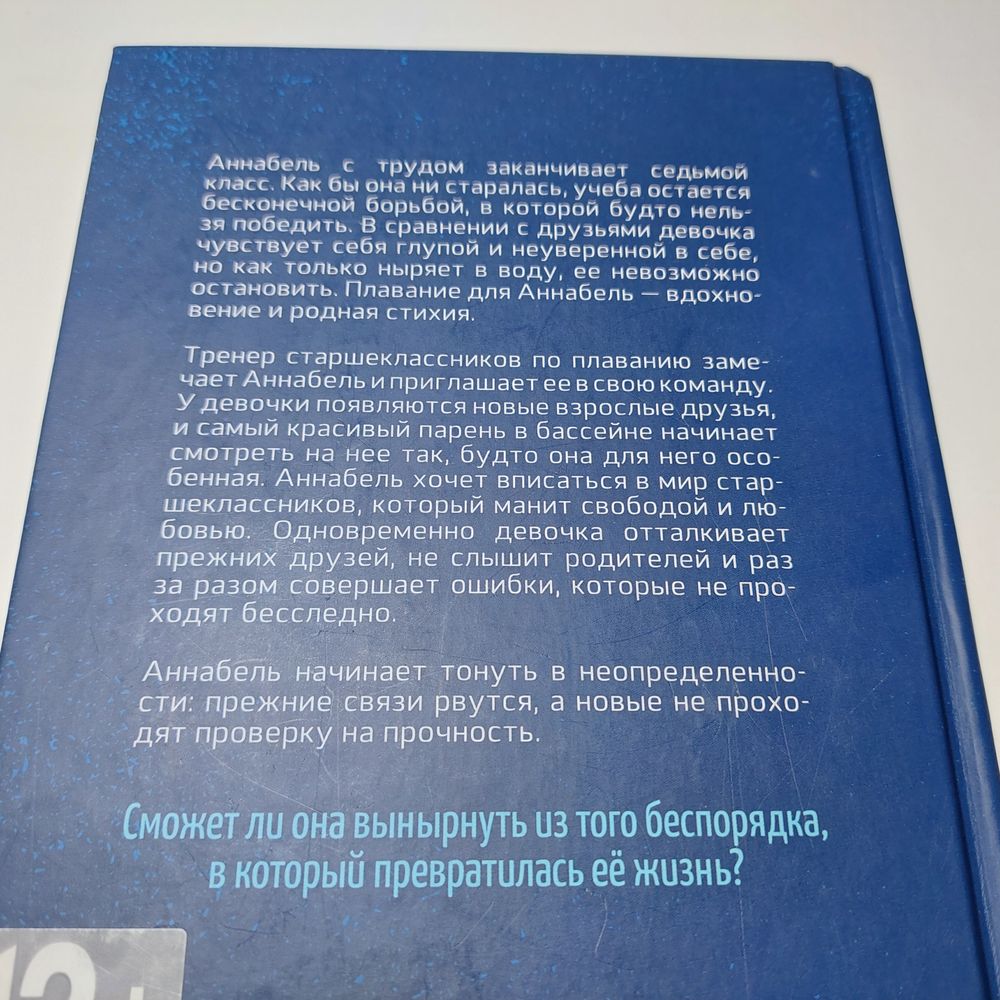 Аннабель с трудом заканчивает седьмой
класс. Как бы она ни старалась, учеба остается
бесконечной борьбой, в которой будто нель-
зя победить. В сравнении с друзьями девочка
чувствует себя глупой и неуверенной в себе,
но как только ныряет в воду, ее невозможно
остановить. Плавание для Аннабель — вдохно-
вение и родная стихия.
Тренер старшеклассников по плаванию заме-
чает Аннабель и приглашает ее в свою команду.
У девочки появляются новые взрослые друзья,
и самый красивый парень в бассейне начинает
смотреть на нее так, будто она для него осо-
бенная. Аннабель хочет вписаться в мир стар-
шеклассников, который манит свободой и лю-
бовью. Одновременно девочка отталкивает
прежних друзей, не слышит родителей и раз
за разом совершает ошибки, которые не про-
ходят бесследно.
Аннабель начинает тонуть в неопределенно-
сти: прежние связи рвутся, а новые не прохо-
дят проверку на прочность.
Сможет ли она вынырнуть из того беспорядка,
в который превратилась её жизнь?
12+